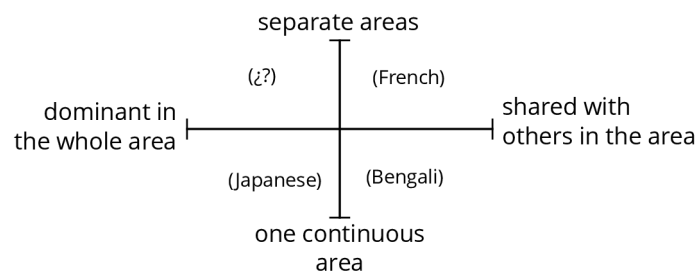 separate areas
(¿?)
(French)
dominant in
the whole area
shared with
others in the area
(Japanese)
(Bengali)
one continuous
area